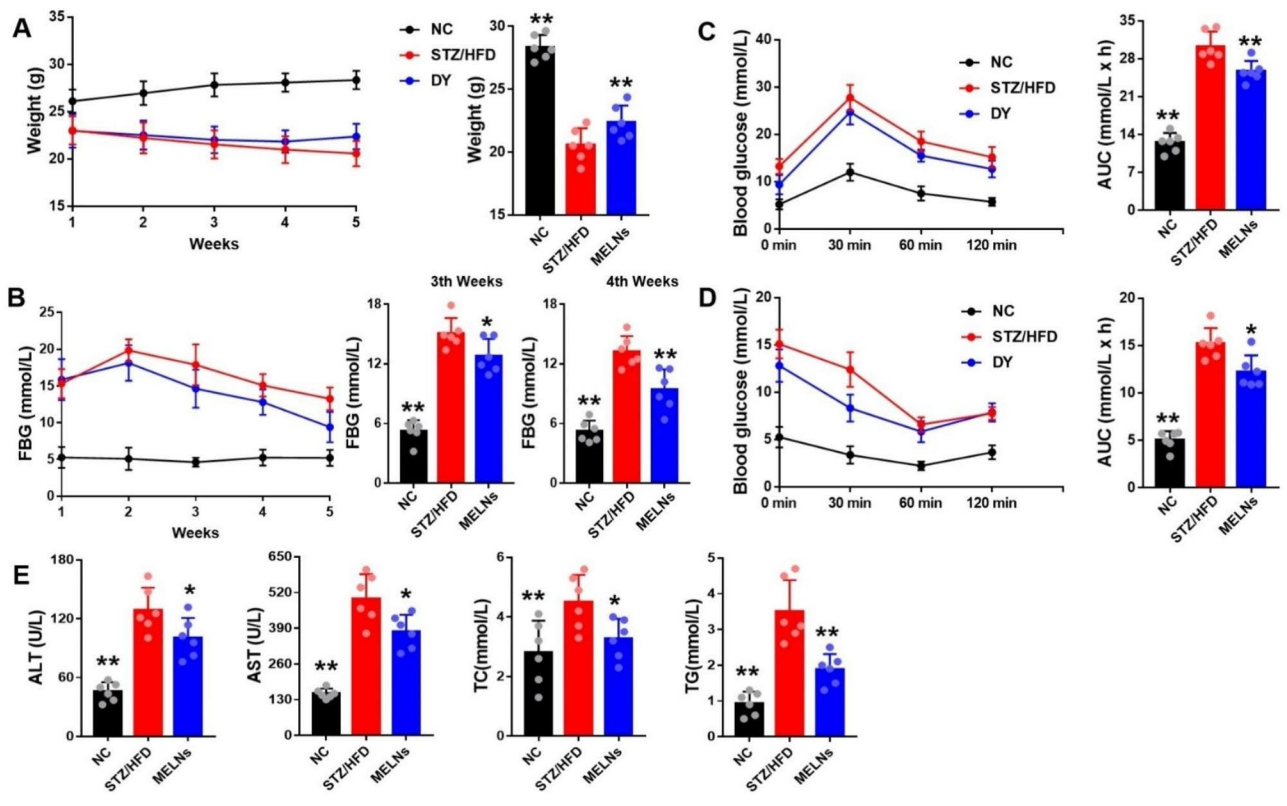 A
Weight (g)
35
30
25
20
15
1
2
3
4
5
Weeks
NC
STZ/HFD
DY
Weight (g)
30
25
20
15
**
**
NC
STZ/HFD
MELNs
C
Blood glucose (mmol/L)
40
30
20
10
0
0 min
30 min
60 min
120 min
NC
STZ/HFD
DY
AUC (mmol/L x h)
35
28
21
14
7
0
**
**
NC
STZ/HFD
MELNs
B
FBG (mmol/L)
25
20
15
10
5
0
1
2
3
4
5
Weeks
3th Weeks
FBG (mmol/L)
18
12
6
0
**
*
NC
STZ/HFD
MELNs
4th Weeks
FBG (mmol/L)
18
12
6
0
**
**
NC
STZ/HFD
MELNs
D
Blood glucose (mmol/L)
20
15
10
5
0
0 min
30 min
60 min
120 min
NC
STZ/HFD
DY
AUC (mmol/L x h)
20
15
10
5
0
**
*
NC
STZ/HFD
MELNs
E
ALT (U/L)
180
120
60
0
**
*
NC
STZ/HFD
MELNs
AST (U/L)
650
520
390
260
130
0
**
*
NC
STZ/HFD
MELNs
TC(mmol/L)
6
4
2
0
**
*
NC
STZ/HFD
MELNs
TG(mmol/L)
5
4
3
2
1
0
**
**
NC
STZ/HFD
MELNs